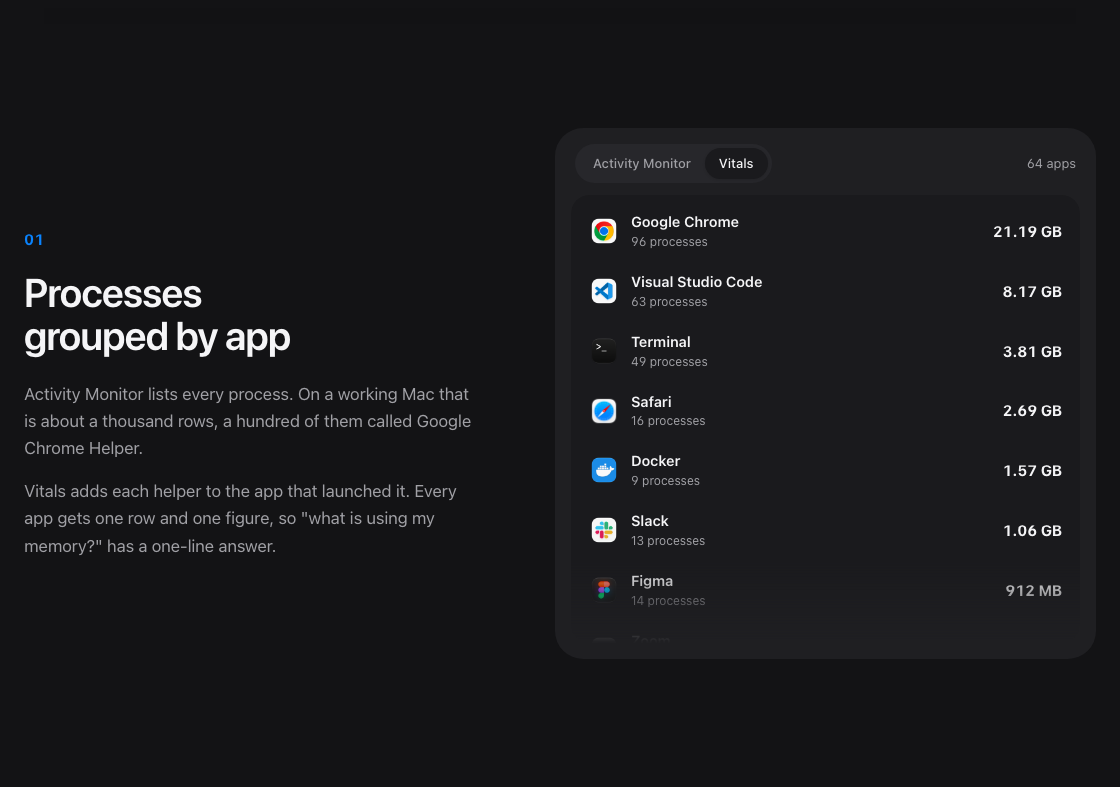 01
Processes
grouped by app
Activity Monitor lists every process. On a working Mac that
is about a thousand rows, a hundred of them called Google
Chrome Helper.
Vitals adds each helper to the app that launched it. Every
app gets one row and one figure, so "what is using my
memory?" has a one-line answer.
Activity Monitor
Vitals
64 apps
Google Chrome
96 processes
21.19 GB
Visual Studio Code
63 processes
8.17 GB
>_
Terminal
49 processes
3.81 GB
Safari
16 processes
2.69 GB
Docker
9 processes
1.57 GB
Slack
13 processes
1.06 GB
Figma
14 processes
912 MB
Zoom